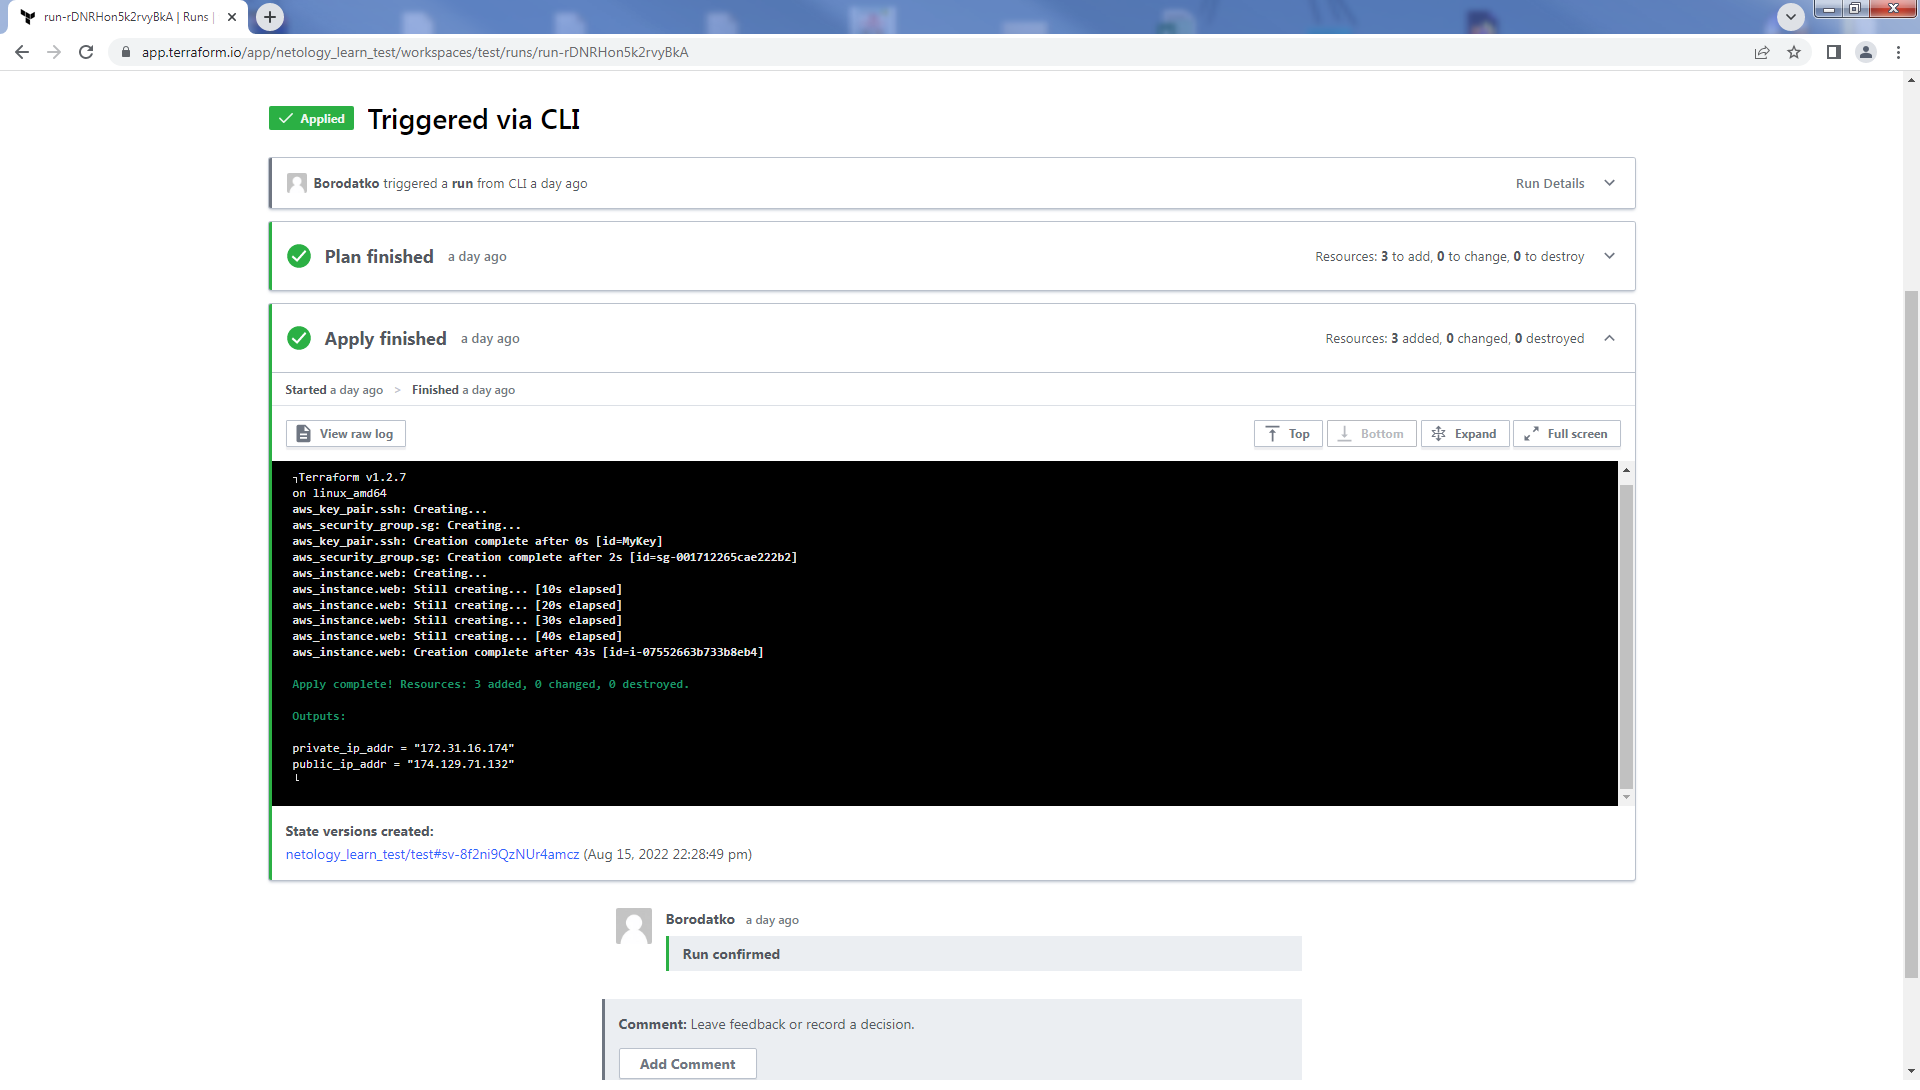 run-rDNRHon5k2rvyBkA | Runs |
app.terraform.io/app/netology_learn_test/workspaces/test/runs/run-rDNRHon5k2rvyBkA
Applied
Triggered via CLI
Borodatko triggered a run from CLI a day ago
Run Details
Plan finished a day ago
Resources: 3 to add, 0 to change, 0 to destroy
Apply finished a day ago
Resources: 3 added, 0 changed, 0 destroyed
Started a day ago > Finished a day ago
View raw log
Top
Bottom
Expand
Full screen
Terraform v1.2.7
on linux_amd64
aws_key_pair.ssh: Creating...
aws_security_group.sg: Creating...
aws_key_pair.ssh: Creation complete after 0s [id=MyKey]
aws_security_group.sg: Creation complete after 2s [id=sg-001712265cae222b2]
aws_instance.web: Creating...
aws_instance.web: Still creating... [10s elapsed]
aws_instance.web: Still creating... [20s elapsed]
aws_instance.web: Still creating... [30s elapsed]
aws_instance.web: Still creating... [40s elapsed]
aws_instance.web: Creation complete after 43s [id=i-07552663b733b8eb4]
Apply complete! Resources: 3 added, 0 changed, 0 destroyed.
Outputs:
private_ip_addr = "172.31.16.174"
public_ip_addr = "174.129.71.132"
State versions created:
netology_learn_test/test#sv-8f2ni9QzNUr4amcz (Aug 15, 2022 22:28:49 pm)
Borodatko a day ago
Run confirmed
Comment: Leave feedback or record a decision.
Add Comment